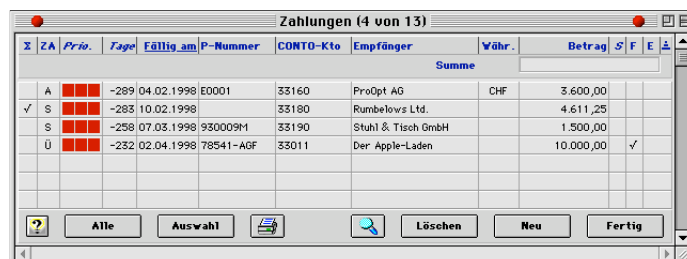 Zahlungen (4 von 13)
Σ ZA Prio. Tage Fällig am P-Nummer CONTO-Kto Empfänger Währ. Betrag S F E
Summe
A -289 04.02.1998 E0001 33160 ProOpt AG CHF 3.600,00
√ S -283 10.02.1998 33180 Rumbelows Ltd. 4.611,25
S -258 07.03.1998 930009M 33190 Stuhl & Tisch GmbH 1.500,00
Ü -232 02.04.1998 78541-AGF 33011 Der Apple-Laden 10.000,00 √
? Alle Auswahl Löschen Neu Fertig